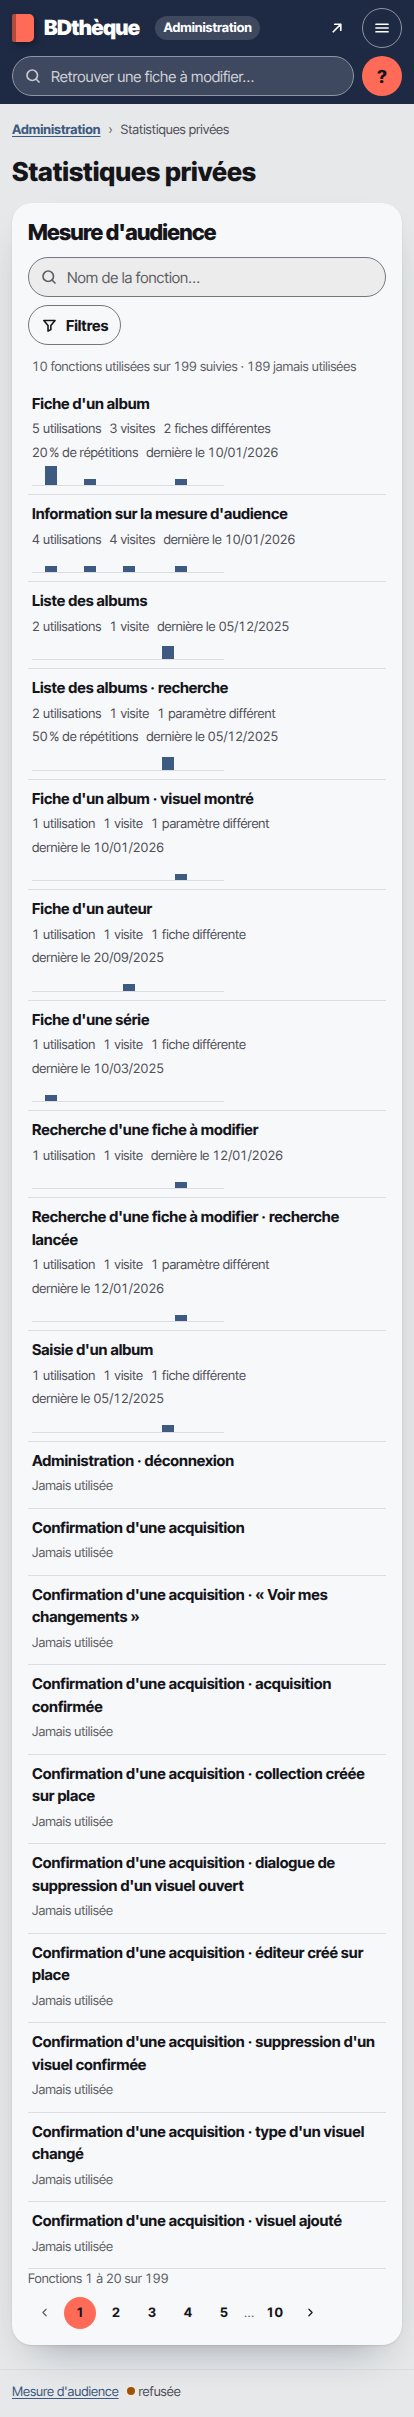 BDthèque Administration
Retrouver une fiche à modifier... ?
Administration › Statistiques privées
Statistiques privées
Mesure d'audience
Nom de la fonction...
Filtres
10 fonctions utilisées sur 199 suivies · 189 jamais utilisées
Fiche d'un album
5 utilisations 3 visites 2 fiches différentes
20 % de répétitions dernière le 10/01/2026
Information sur la mesure d'audience
4 utilisations 4 visites dernière le 10/01/2026
Liste des albums
2 utilisations 1 visite dernière le 05/12/2025
Liste des albums · recherche
2 utilisations 1 visite 1 paramètre différent
50 % de répétitions dernière le 05/12/2025
Fiche d'un album · visuel montré
1 utilisation 1 visite 1 paramètre différent
dernière le 10/01/2026
Fiche d'un auteur
1 utilisation 1 visite 1 fiche différente
dernière le 20/09/2025
Fiche d'une série
1 utilisation 1 visite 1 fiche différente
dernière le 10/03/2025
Recherche d'une fiche à modifier
1 utilisation 1 visite dernière le 12/01/2026
Recherche d'une fiche à modifier · recherche
lancée
1 utilisation 1 visite 1 paramètre différent
dernière le 12/01/2026
Saisie d'un album
1 utilisation 1 visite 1 fiche différente
dernière le 05/12/2025
Administration · déconnexion
Jamais utilisée
Confirmation d'une acquisition
Jamais utilisée
Confirmation d'une acquisition · « Voir mes
changements »
Jamais utilisée
Confirmation d'une acquisition · acquisition
confirmée
Jamais utilisée
Confirmation d'une acquisition · collection créée
sur place
Jamais utilisée
Confirmation d'une acquisition · dialogue de
suppression d'un visuel ouvert
Jamais utilisée
Confirmation d'une acquisition · éditeur créé sur
place
Jamais utilisée
Confirmation d'une acquisition · suppression d'un
visuel confirmée
Jamais utilisée
Confirmation d'une acquisition · type d'un visuel
changé
Jamais utilisée
Confirmation d'une acquisition · visuel ajouté
Jamais utilisée
Fonctions 1 à 20 sur 199
‹ 1 2 3 4 5 ... 10 ›
Mesure d'audience refusée